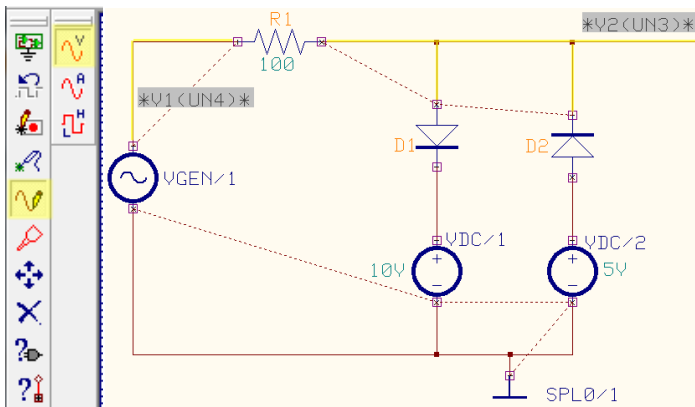 R1
*V2(UN3)*
V
100
A
*V1(UN4)*
H
D1
D2
VGEN/1
VDC/1
VDC/2
10V
5V
?
?
SPL0/1